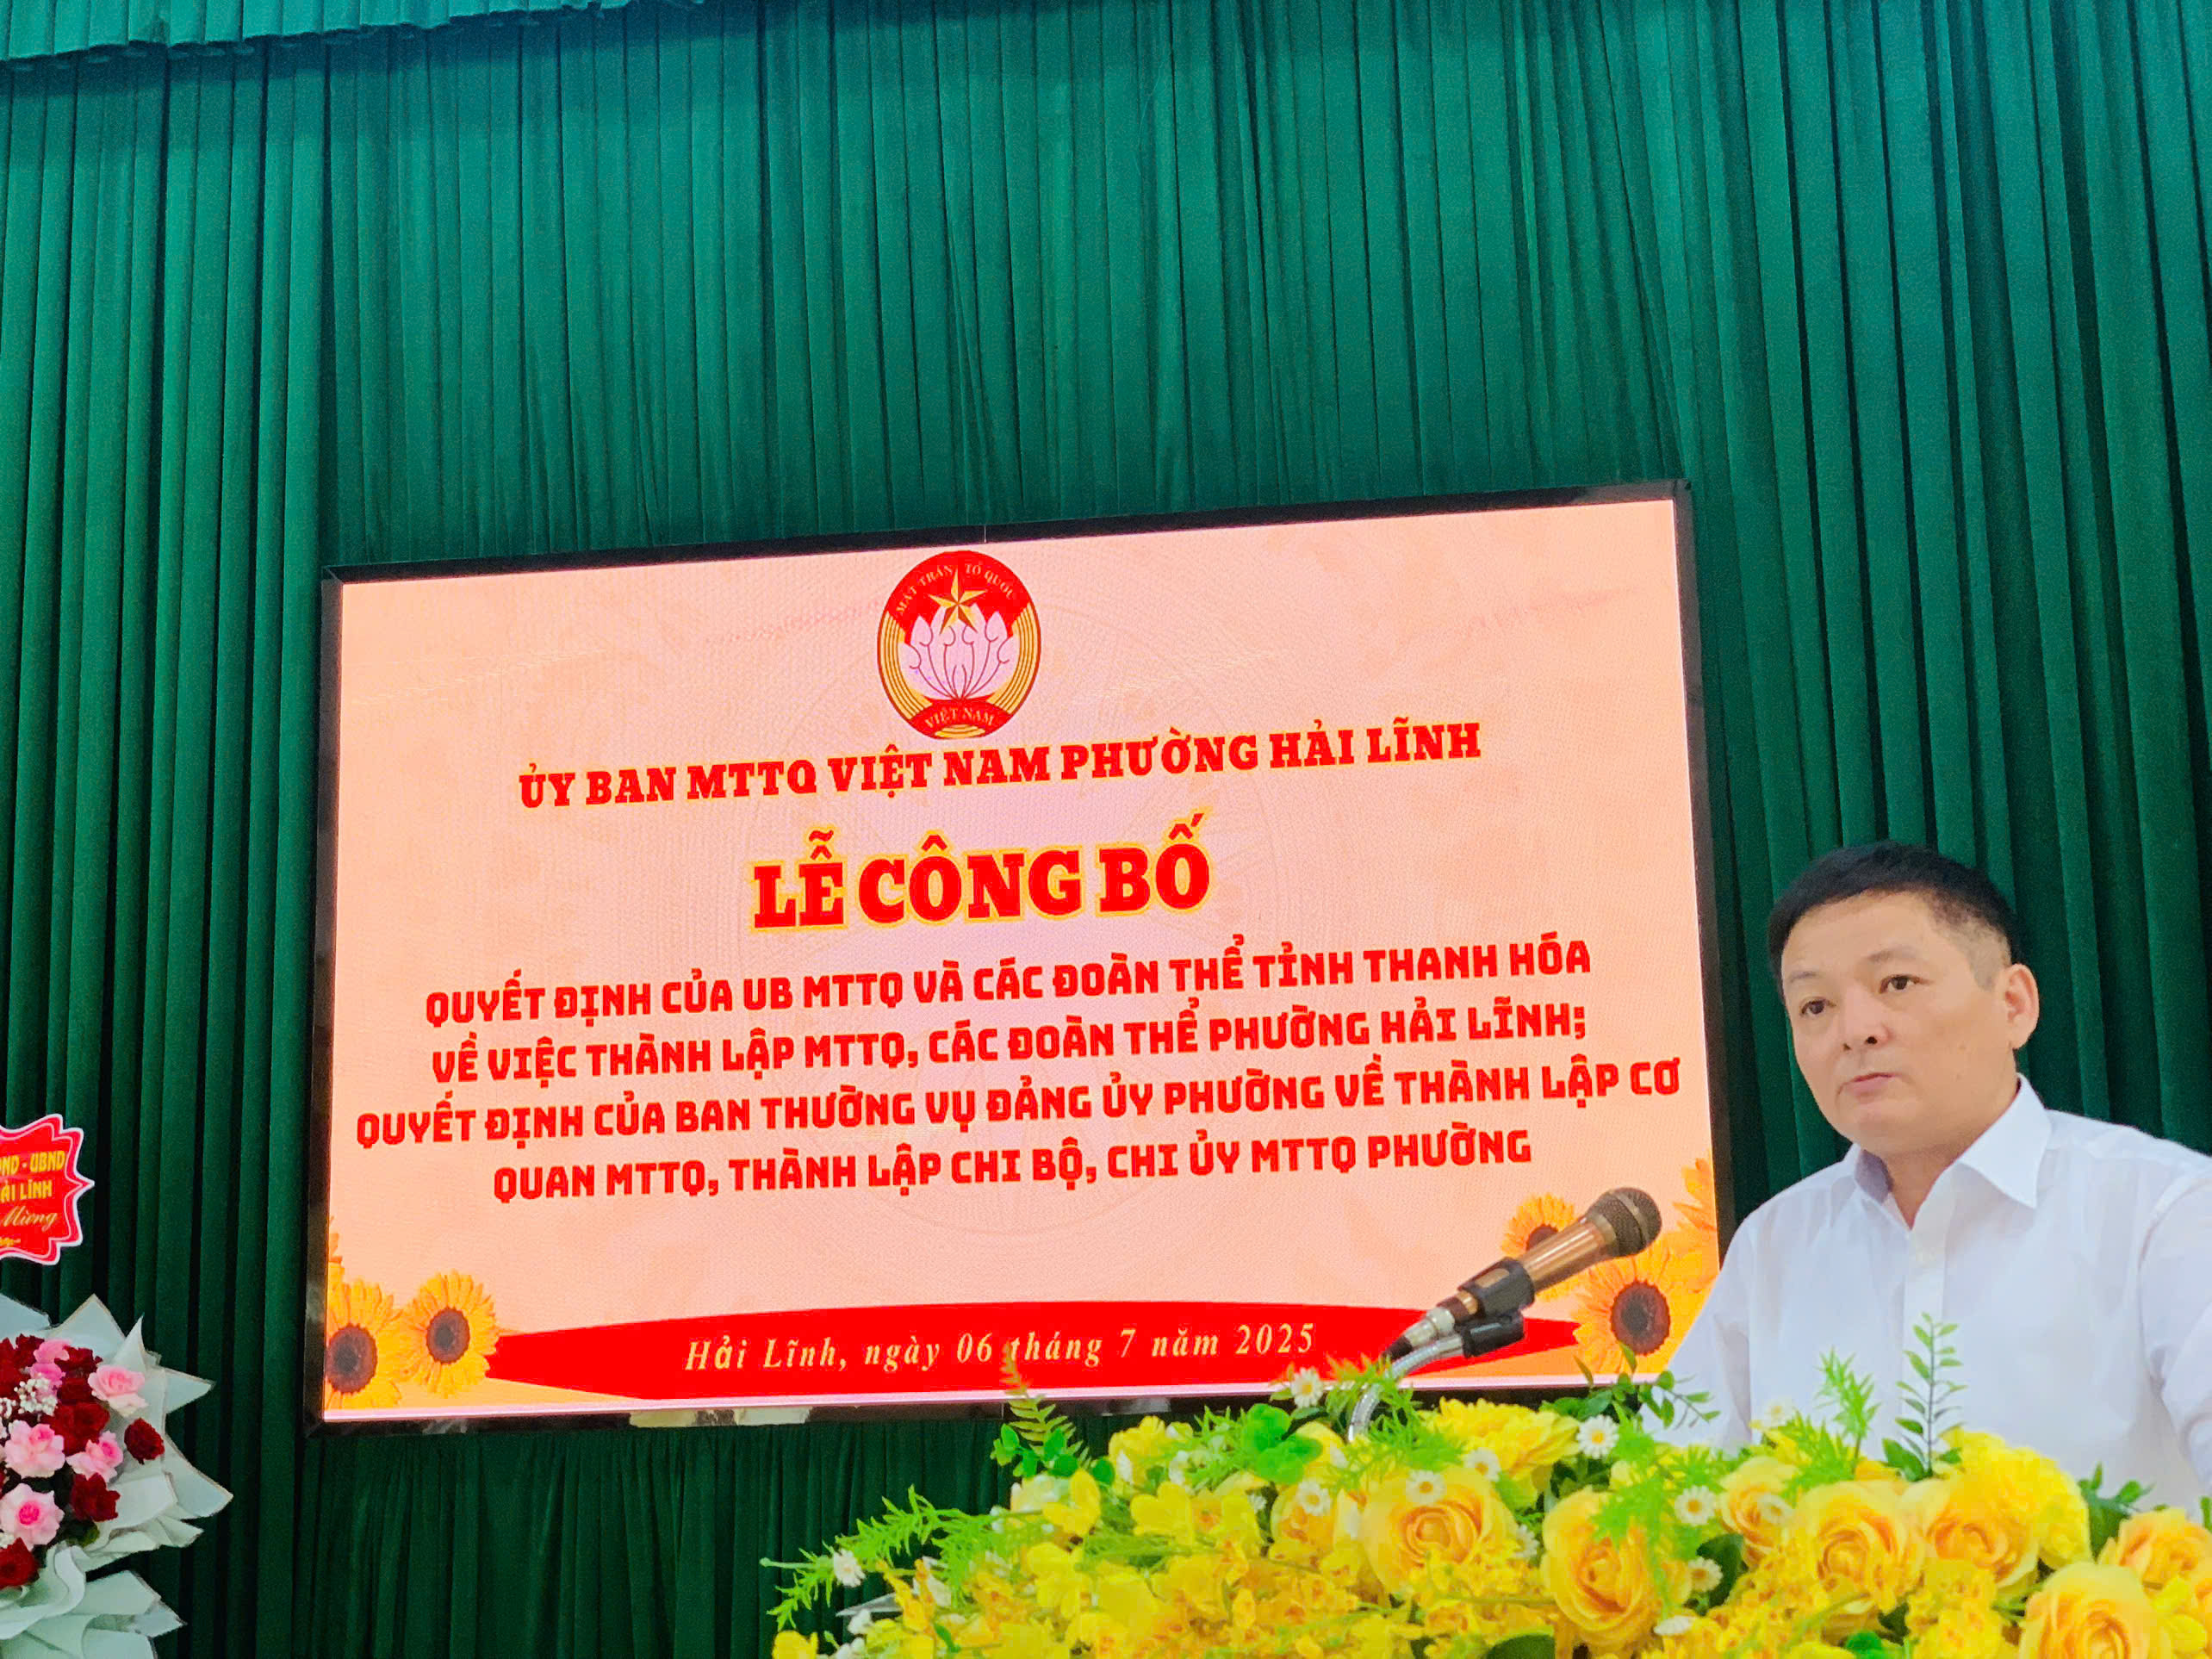 MẶT TRẬN TỔ QUỐC
VIỆT NAM
ỦY BAN MTTQ VIỆT NAM PHƯỜNG HẢI LĨNH
LỄ CÔNG BỐ
QUYẾT ĐỊNH CỦA UB MTTQ VÀ CÁC ĐOÀN THỂ TỈNH THANH HÓA
VỀ VIỆC THÀNH LẬP MTTQ, CÁC ĐOÀN THỂ PHƯỜNG HẢI LĨNH;
QUYẾT ĐỊNH CỦA BAN THƯỜNG VỤ ĐẢNG ỦY PHƯỜNG VỀ THÀNH LẬP CƠ
QUAN MTTQ, THÀNH LẬP CHI BỘ, CHI ỦY MTTQ PHƯỜNG
Hải Lĩnh, ngày 06 tháng 7 năm 2025
- UBND
LĨNH
Mừng